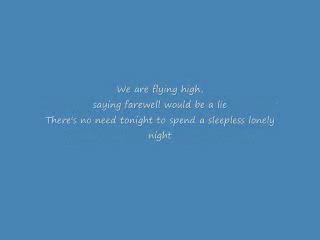 We are flying high,
saying farewell would be a lie
There's no need tonight to spend a sleepless lonely
night